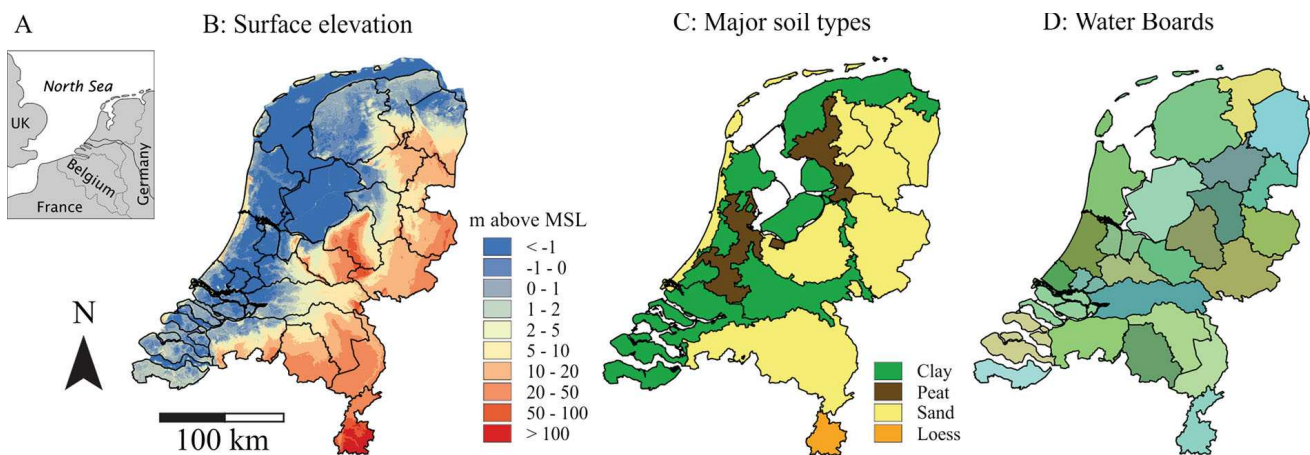 A
B: Surface elevation
C: Major soil types
D: Water Boards
North Sea
UK
Belgium
Germany
France
N
100 km
m above MSL
< -1
-1 - 0
0 - 1
1 - 2
2 - 5
5 - 10
10 - 20
20 - 50
50 - 100
> 100
Clay
Peat
Sand
Loess